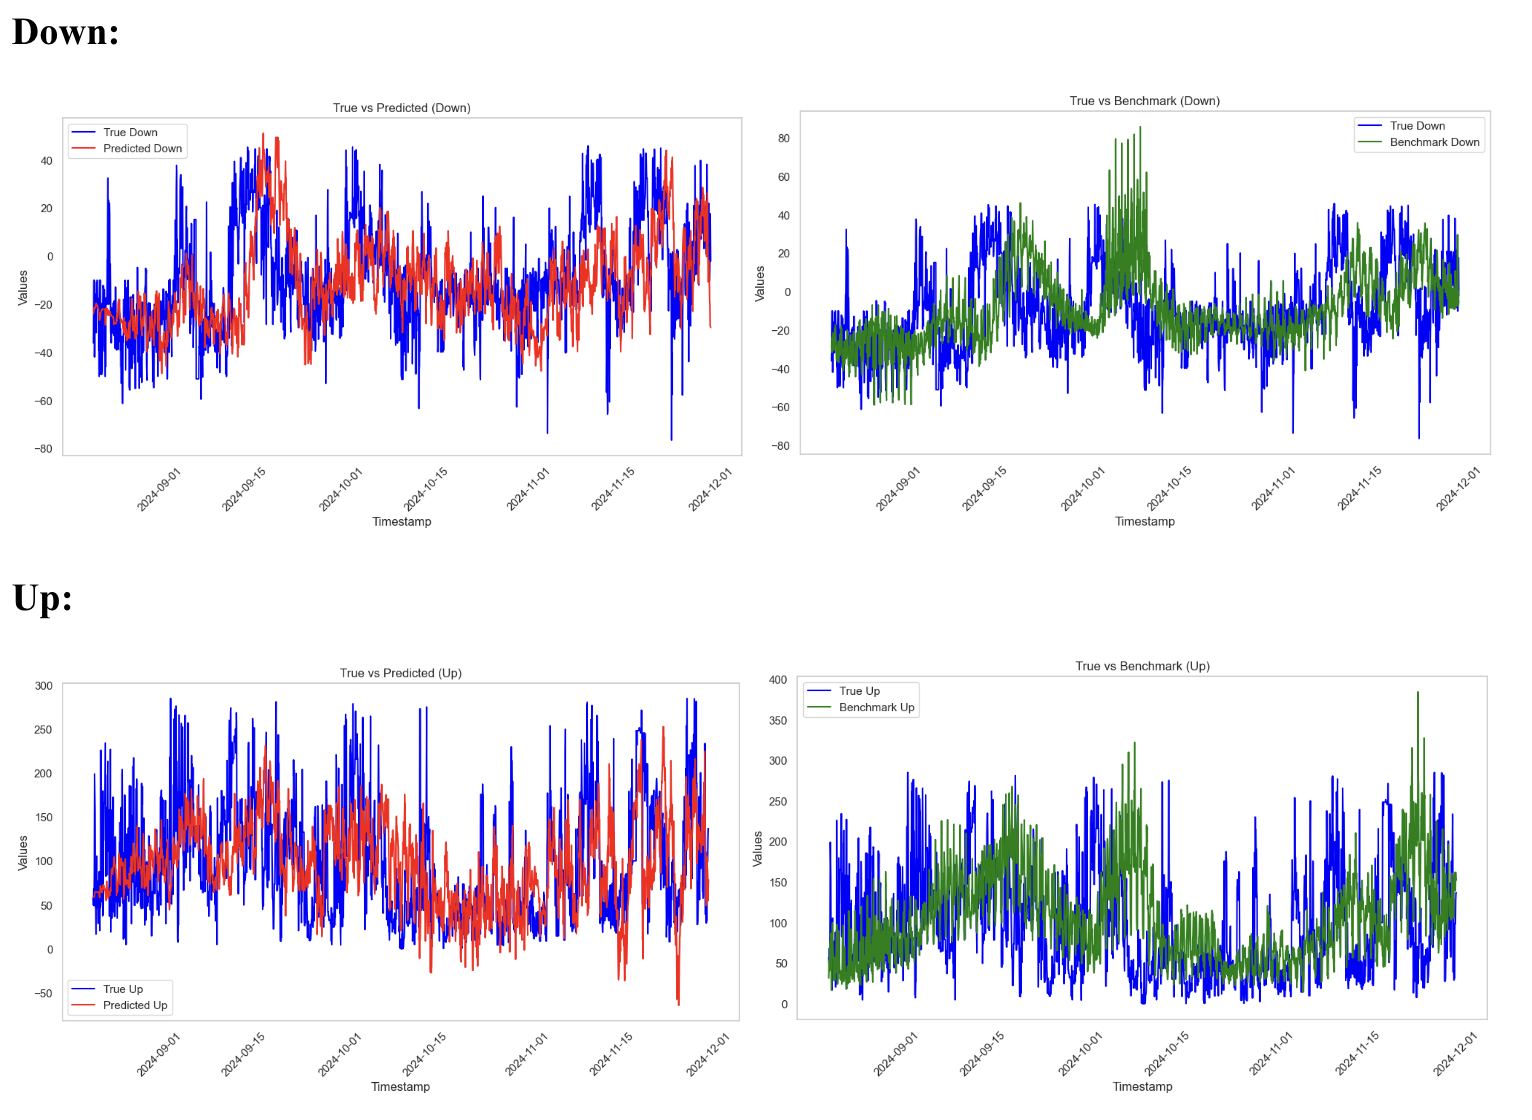 Down:
True vs Predicted (Down)
True Down
Predicted Down
Values
40
20
0
−20
−40
−60
−80
2024-09-01
2024-09-15
2024-10-01
2024-10-15
2024-11-01
2024-11-15
2024-12-01
Timestamp
True vs Benchmark (Down)
True Down
Benchmark Down
Values
80
60
40
20
0
−20
−40
−60
−80
2024-09-01
2024-09-15
2024-10-01
2024-10-15
2024-11-01
2024-11-15
2024-12-01
Timestamp
Up:
True vs Predicted (Up)
Values
300
250
200
150
100
50
0
−50
True Up
Predicted Up
2024-09-01
2024-09-15
2024-10-01
2024-10-15
2024-11-01
2024-11-15
2024-12-01
Timestamp
True vs Benchmark (Up)
True Up
Benchmark Up
Values
400
350
300
250
200
150
100
50
0
2024-09-01
2024-09-15
2024-10-01
2024-10-15
2024-11-01
2024-11-15
2024-12-01
Timestamp